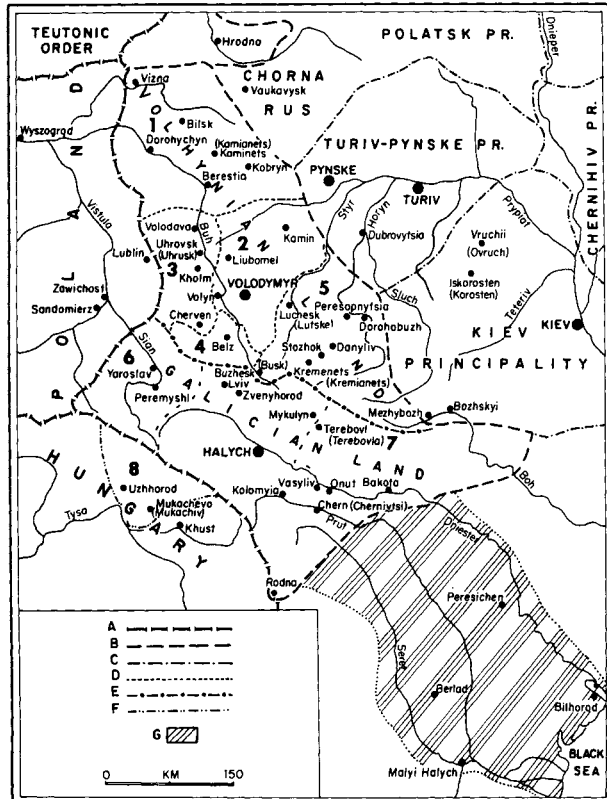 TEUTONIC
ORDER
Hrodna
POLATSK PR.
Dnieper
Vizna
CHORNA
RUS
Vaukavysk
VOLHYNIAN LAND
1
Bilsk
Wyszogrod
Dorohychyn
(Kamianets)
Kaminets
Kobryn
Berestia
TURIV-PYNSKE PR.
PYNSKE
TURIV
CHERNIHIV PR.
Vistula
POLAND
Styr
Horyn
Prypiat
Volodava
Buh
2
Kamin
Dubrovytsia
Vruchii
(Ovruch)
Uhrovsk
(Uhrusk)
Liubomel
Lublin
3
Kholm
Iskorosten
(Korosten)
Zawichost
Volyn
VOLODYMYR
5
Sluch
Teteriv
Sandomierz
Luchesk
(Lutske)
Peresopnytsia
Dorohobuzh
KIEV
KIEV
PRINCIPALITY
Cherven
4
Belz
Stozhok
Danyliv
6
Sian
(Busk)
Buzhesk
Kremenets
(Kremianets)
Yaroslav
Lviv
Zvenyhorod
Peremyshl
GALICIAN LAND
Mykulyn
Mezhybozh
Bozhskyi
Terebovl
(Terebovla)
7
HALYCH
Boh
HUNGARY
8
Uzhhorod
Vasyliv
Onut
Bakota
Kolomyia
Mukachevo
(Mukachiv)
Tysa
Khust
Chern (Chernivtsi)
Prut
Dniester
Rodna
Peresichen
Seret
Berlad
Bilhorod
BLACK
SEA
Malyi Halych
A
B
C
D
E
F
G
0 KM 150